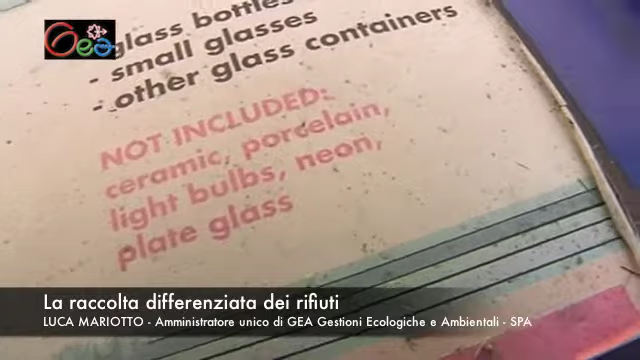 Gea
glass bottles
- small glasses
- other glass containers
NOT INCLUDED:
ceramic, porcelain,
light bulbs, neon,
plate glass
La raccolta differenziata dei rifiuti
LUCA MARIOTTO - Amministratore unico di GEA Gestioni Ecologiche e Ambientali - SPA